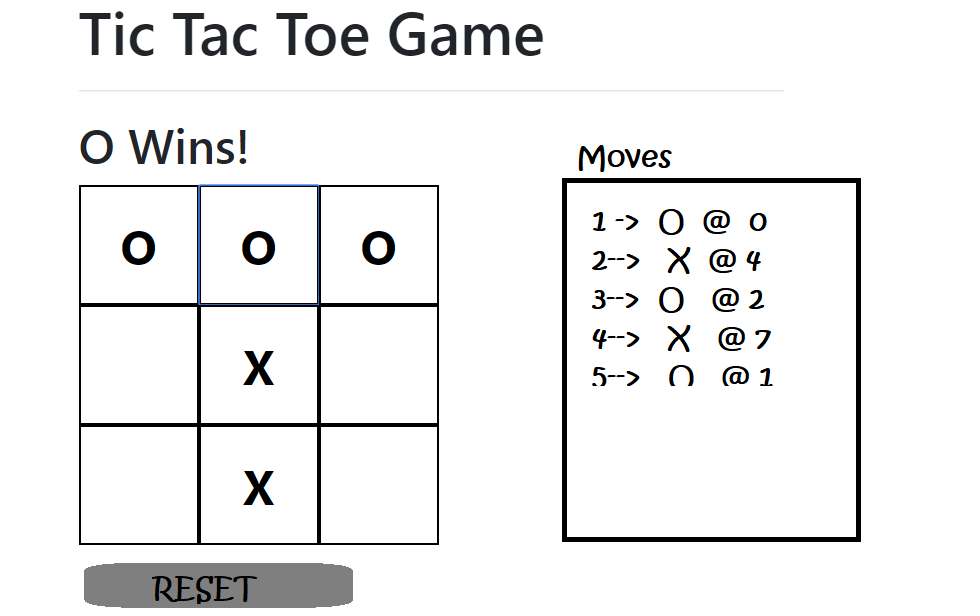 Tic Tac Toe Game
O Wins!
O O O
X
X
Moves
1 -> O @ 0
2--> X @ 4
3--> O @ 2
4--> X @ 7
5--> O @ 1
RESET